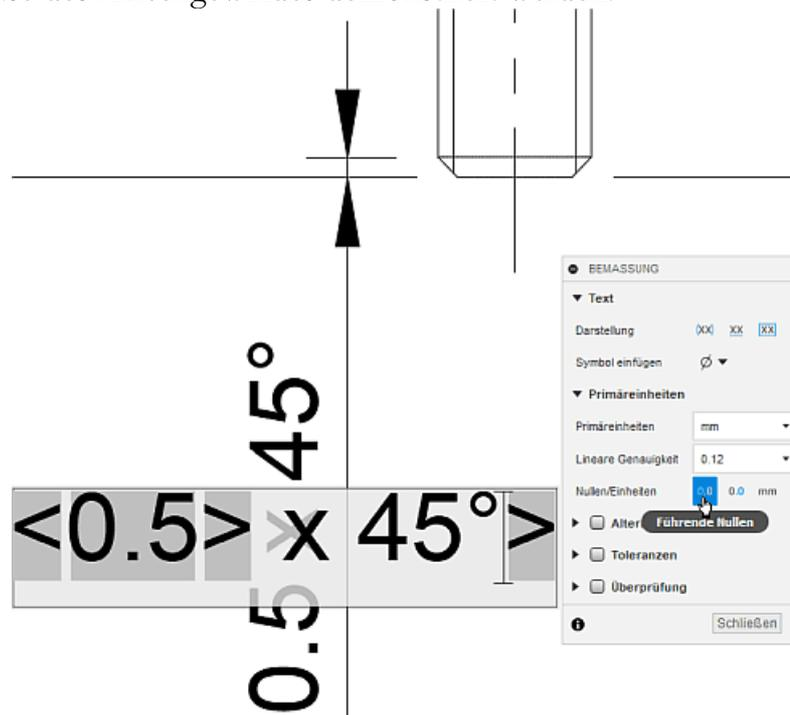 BEMASSUNG
Text
Darstellung (XX) XX XX
Symbol einfügen Ø
Primäreinheiten
Primäreinheiten mm
Lineare Genauigkeit 0.12
Nullen/Einheiten 0.0 0.0 mm
Führende Nullen
Toleranzen
Überprüfung
Schließen
<0.5> x 45°>
0.5 x 45°